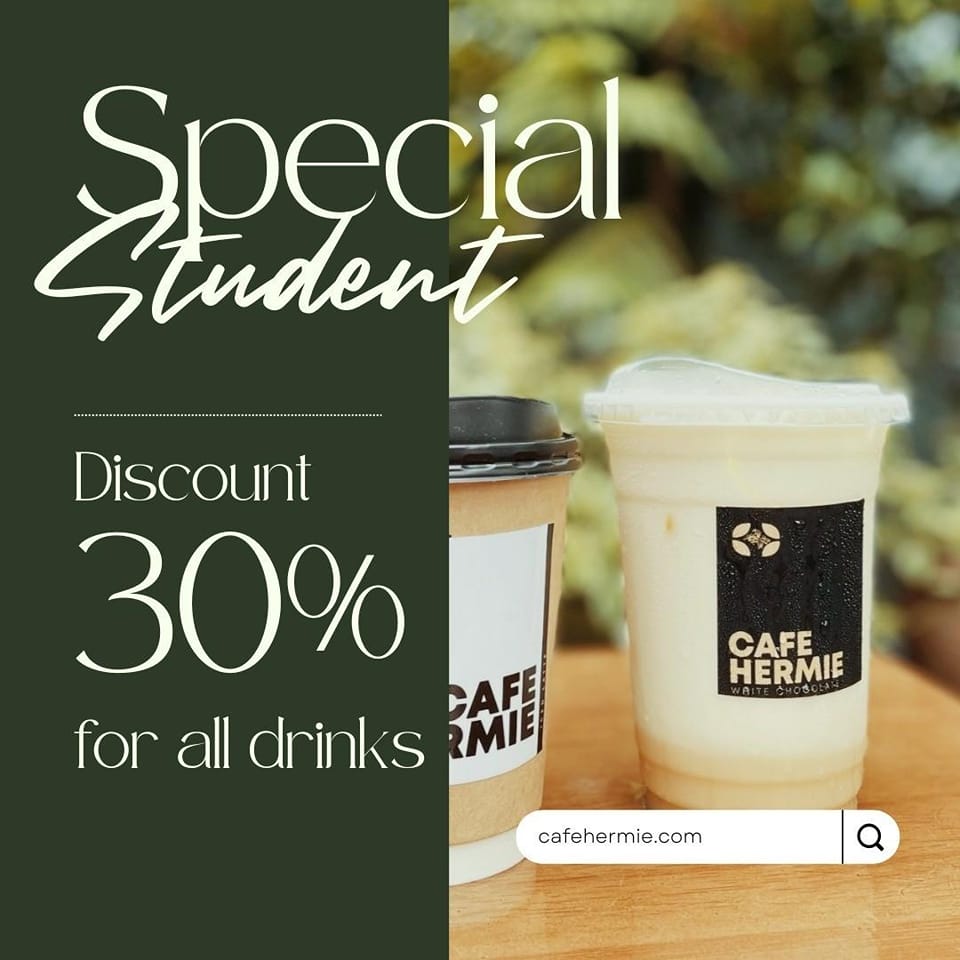 Special
Student
Discount
30%
for all drinks
CAFE
HERMIE
CAFE
HERMIE
WHITE CHOCOLATE
cafehermie.com